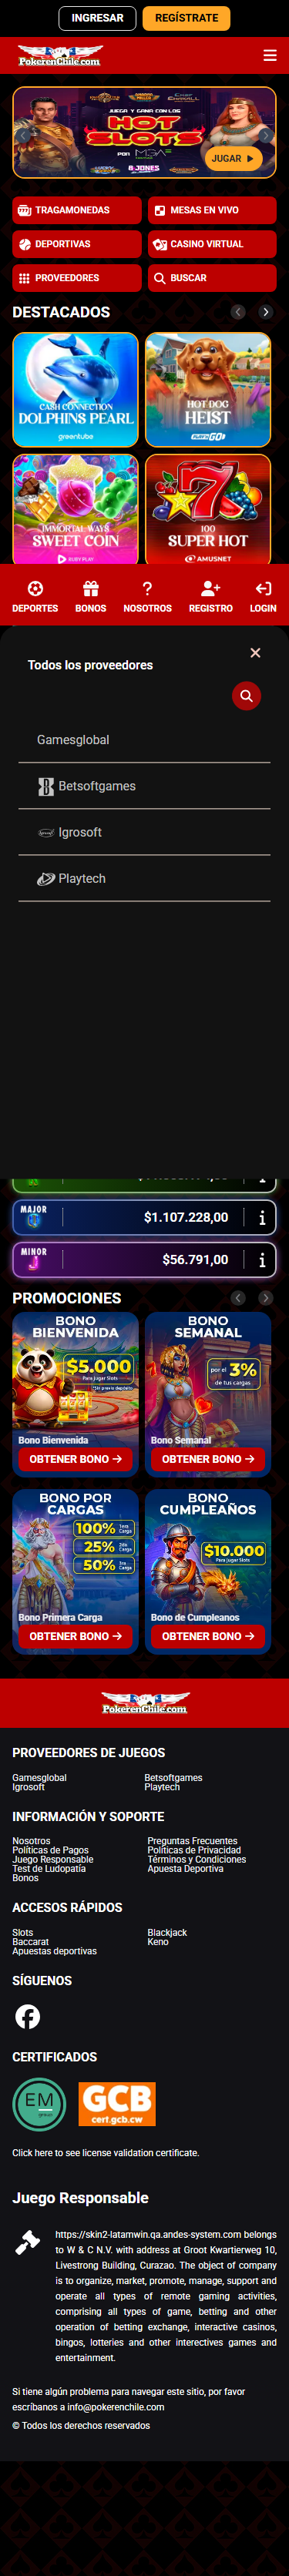 INGRESAR
REGÍSTRATE
PokerenChile.com
JUEGA Y GANA CON LOS
HOT
SLOTS
POR MGA
JUGAR
TRAGAMONEDAS
MESAS EN VIVO
DEPORTIVAS
CASINO VIRTUAL
PROVEEDORES
BUSCAR
DESTACADOS
CASH CONNECTION
DOLPHINS PEARL
greentube
HOT DOG
HEIST
PLAY'N GO
IMMORTAL WAYS
SWEET COIN
RUBY PLAY
7
100
SUPER HOT
AMUSNET
DEPORTES
BONOS
NOSOTROS
REGISTRO
LOGIN
Todos los proveedores
Gamesglobal
Betsoftgames
Igrosoft
Playtech
MAJOR
$1.107.228,00
MINOR
$56.791,00
PROMOCIONES
BONO
BIENVENIDA
$5.000
Para Jugar Slots
*Sin previo depósito
Bono Bienvenida
OBTENER BONO
BONO
SEMANAL
por el 3%
de tus cargas
Bono Semanal
OBTENER BONO
BONO POR
CARGAS
100% 1era Carga
25% 2da Carga
50% 3ra Carga
Bono Primera Carga
OBTENER BONO
BONO
CUMPLEAÑOS
$10.000
Para Jugar Slots
Bono de Cumpleanos
OBTENER BONO
PokerenChile.com
PROVEEDORES DE JUEGOS
Gamesglobal
Betsoftgames
Igrosoft
Playtech
INFORMACIÓN Y SOPORTE
Nosotros
Preguntas Frecuentes
Políticas de Pagos
Políticas de Privacidad
Juego Responsable
Términos y Condiciones
Test de Ludopatía
Apuesta Deportiva
Bonos
ACCESOS RÁPIDOS
Slots
Blackjack
Baccarat
Keno
Apuestas deportivas
SÍGUENOS
CERTIFICADOS
EM
GCB
cert.gcb.cw
Click here to see license validation certificate.
Juego Responsable
https://skin2-latamwin.qa.andes-system.com belongs
to W & C N.V. with address at Groot Kwartierweg 10,
Livestrong Building, Curazao. The object of company
is to organize, market, promote, manage, support and
operate all types of remote gaming activities,
comprising all types of game, betting and other
operation of betting exchange, interactive casinos,
bingos, lotteries and other interectives games and
entertainment.
Si tiene algún problema para navegar este sitio, por favor
escríbanos a info@pokerenchile.com
© Todos los derechos reservados